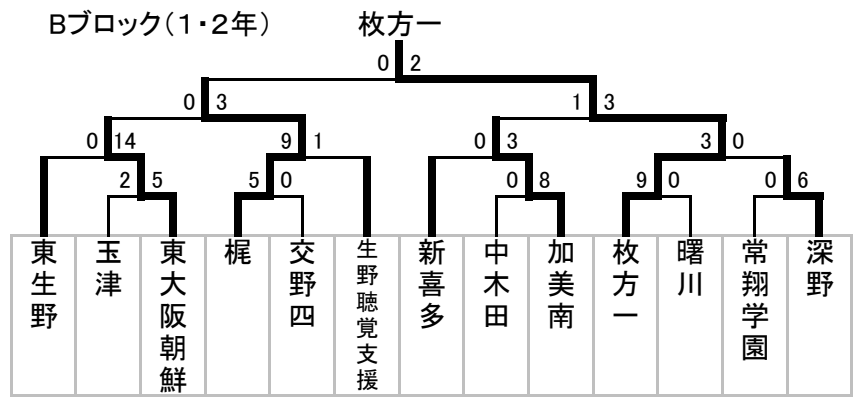 Bブロック（１・２年）
枚方一
0 2
0 3
1 3
0 14
9 1
0 3
3 0
2 5
5 0
0 8
9 0
0 6
東生野
玉津
東大阪朝鮮
梶
交野四
生野聴覚支援
新喜多
中木田
加美南
枚方一
曙川
常翔学園
深野